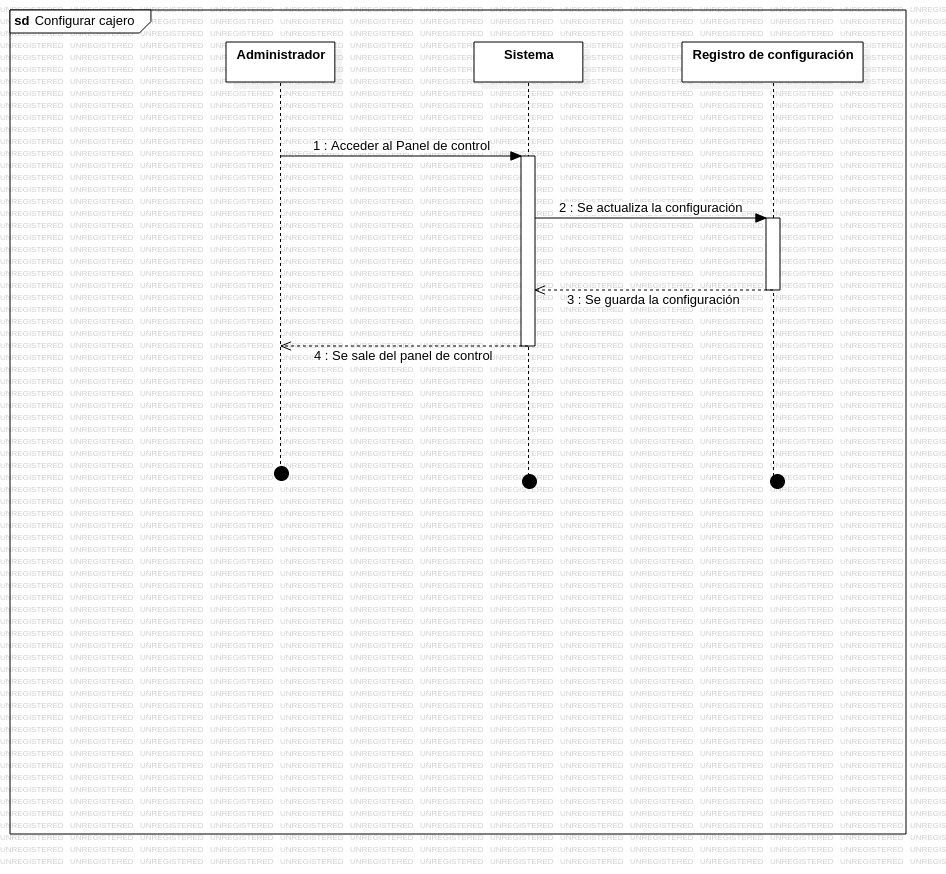 sd Configurar cajero
Administrador
Sistema
Registro de configuración
1 : Acceder al Panel de control
2 : Se actualiza la configuración
3 : Se guarda la configuración
4 : Se sale del panel de control
UNREGISTERED